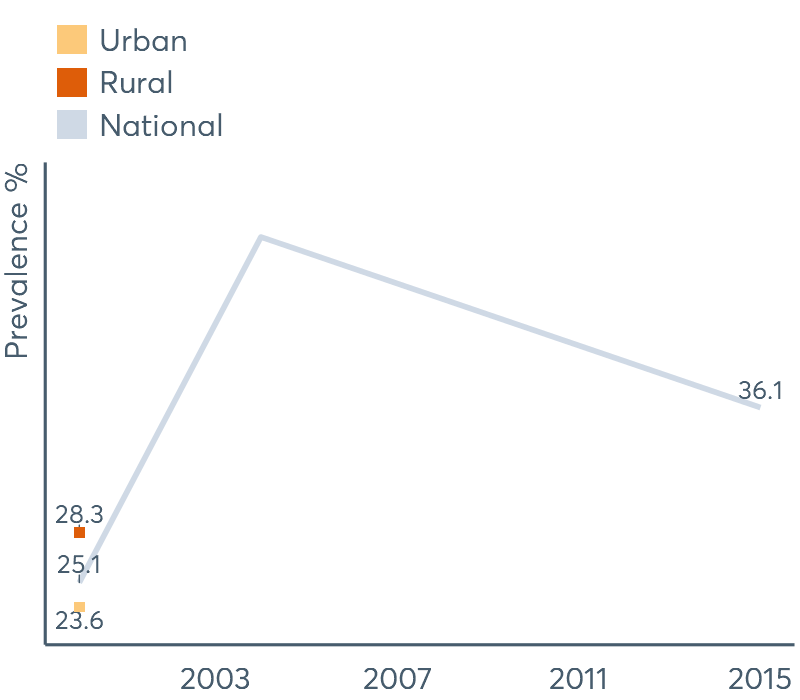 Urban
Rural
National
Prevalence %
36.1
28.3
25.1
23.6
2003 2007 2011 2015